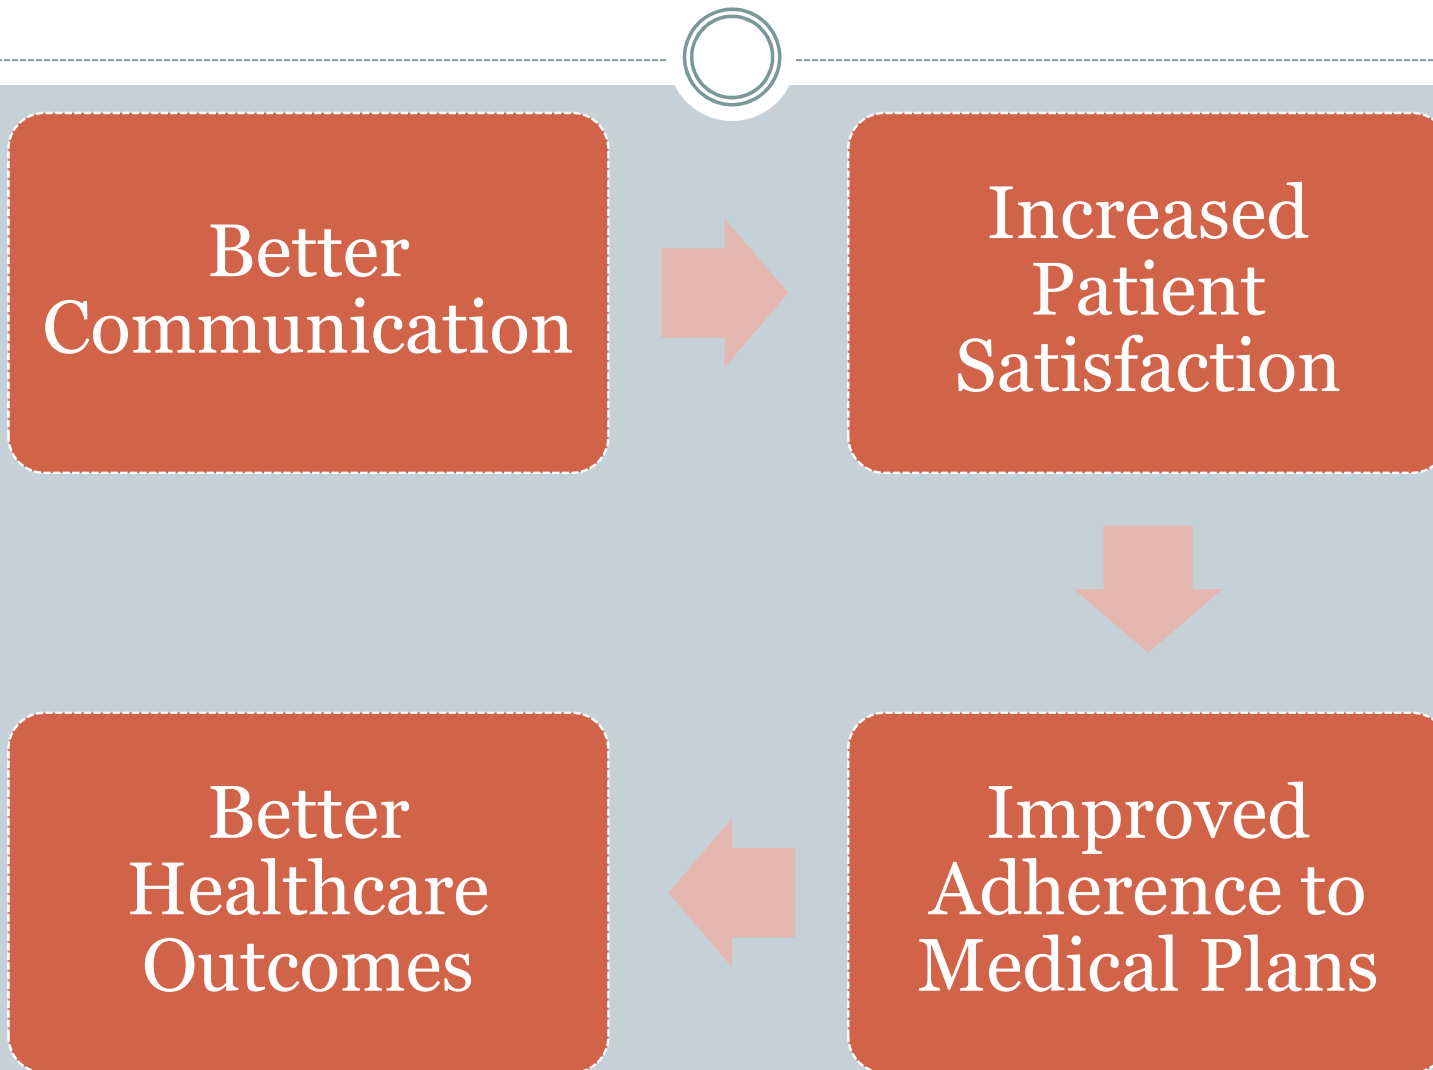 Better
Communication
Increased
Patient
Satisfaction
Improved
Adherence to
Medical Plans
Better
Healthcare
Outcomes